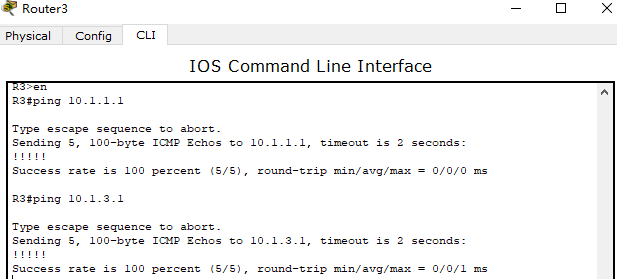 Router3
Physical Config CLI
IOS Command Line Interface
R3>en
R3#ping 10.1.1.1
Type escape sequence to abort.
Sending 5, 100-byte ICMP Echos to 10.1.1.1, timeout is 2 seconds:
!!!!!
Success rate is 100 percent (5/5), round-trip min/avg/max = 0/0/0 ms
R3#ping 10.1.3.1
Type escape sequence to abort.
Sending 5, 100-byte ICMP Echos to 10.1.3.1, timeout is 2 seconds:
!!!!!
Success rate is 100 percent (5/5), round-trip min/avg/max = 0/0/1 ms